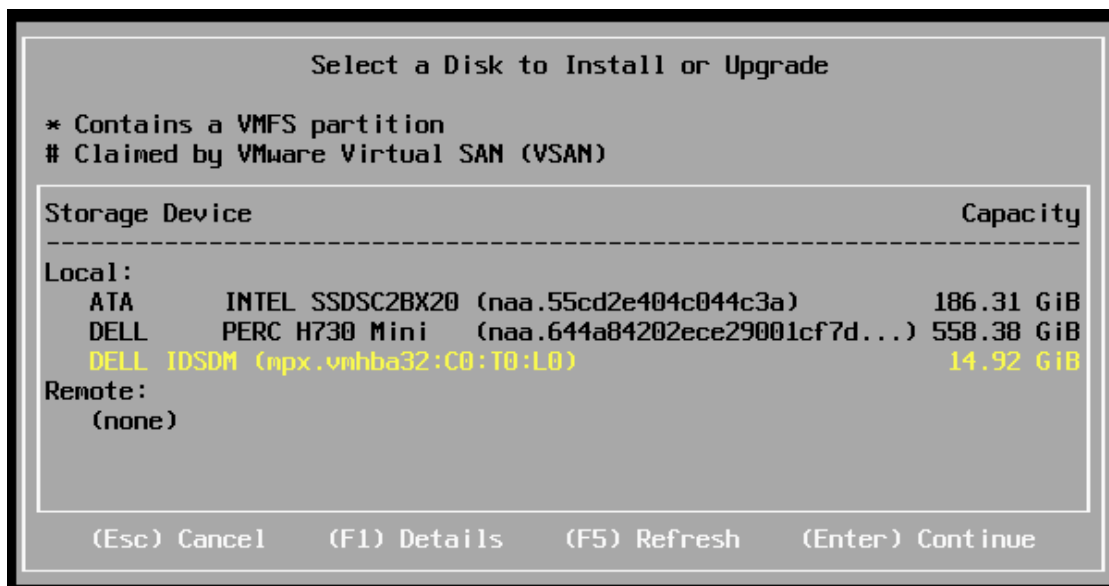 Select a Disk to Install or Upgrade
* Contains a VMFS partition
# Claimed by VMware Virtual SAN (VSAN)
Storage Device Capacity
--------------------------------------------------------------------
Local:
ATA INTEL SSDSC2BX20 (naa.55cd2e404c044c3a) 186.31 GiB
DELL PERC H730 Mini (naa.644a84202ece29001cf7d...) 558.38 GiB
DELL IDSDM (mpx.vmhba32:C0:T0:L0) 14.92 GiB
Remote:
(none)
(Esc) Cancel (F1) Details (F5) Refresh (Enter) Continue